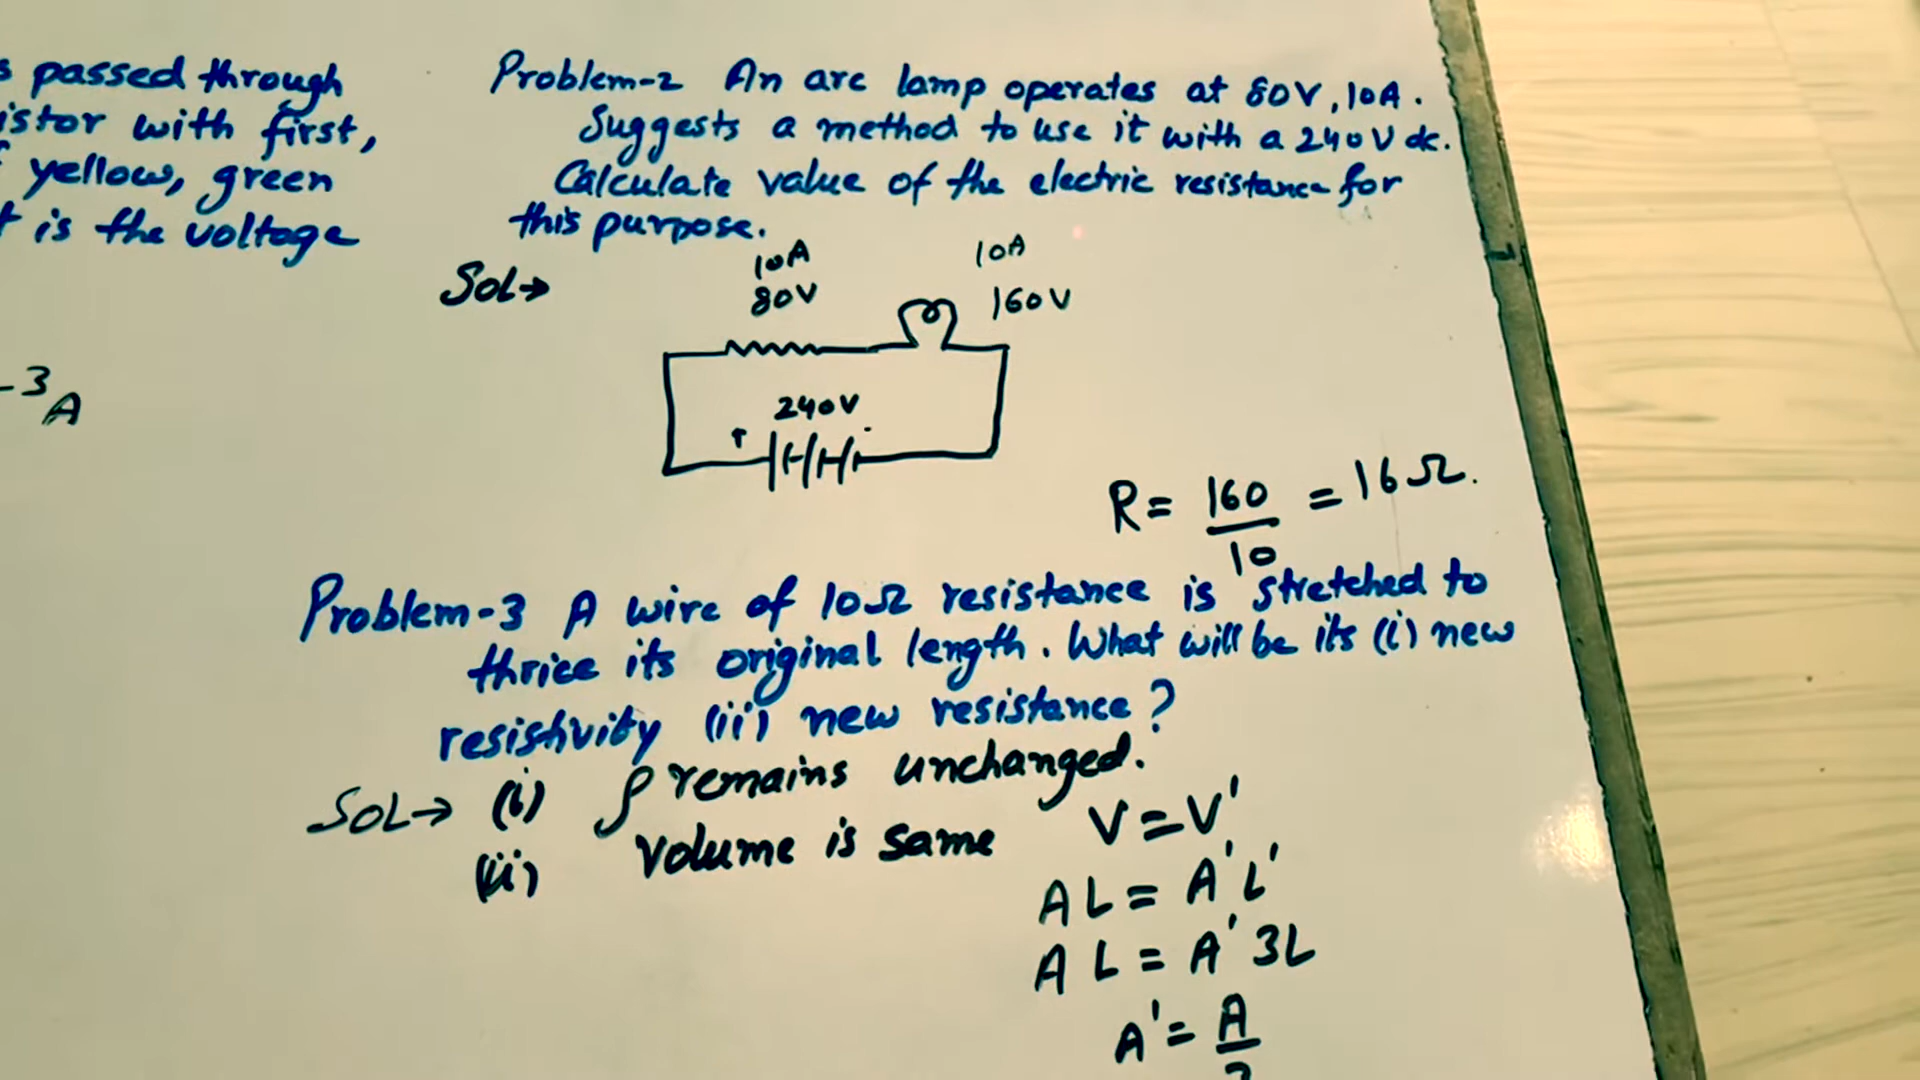 passed through
istor with first,
yellow, green
t is the voltage
-3A
Problem-2 An arc lamp operates at 80V, 10A.
Suggests a method to use it with a 240V dc.
Calculate value of the electric resistance for
this purpose.
Sol→
10A
80V
10A
160V
240V
+ -
R = 160/10 = 16Ω.
Problem-3 A wire of 10Ω resistance is stretched to
thrice its original length. What will be its (i) new
resistivity (ii) new resistance?
Sol→ (i) ρ remains unchanged.
(ii) Volume is same V = V'
AL = A'L'
AL = A'3L
A' = A